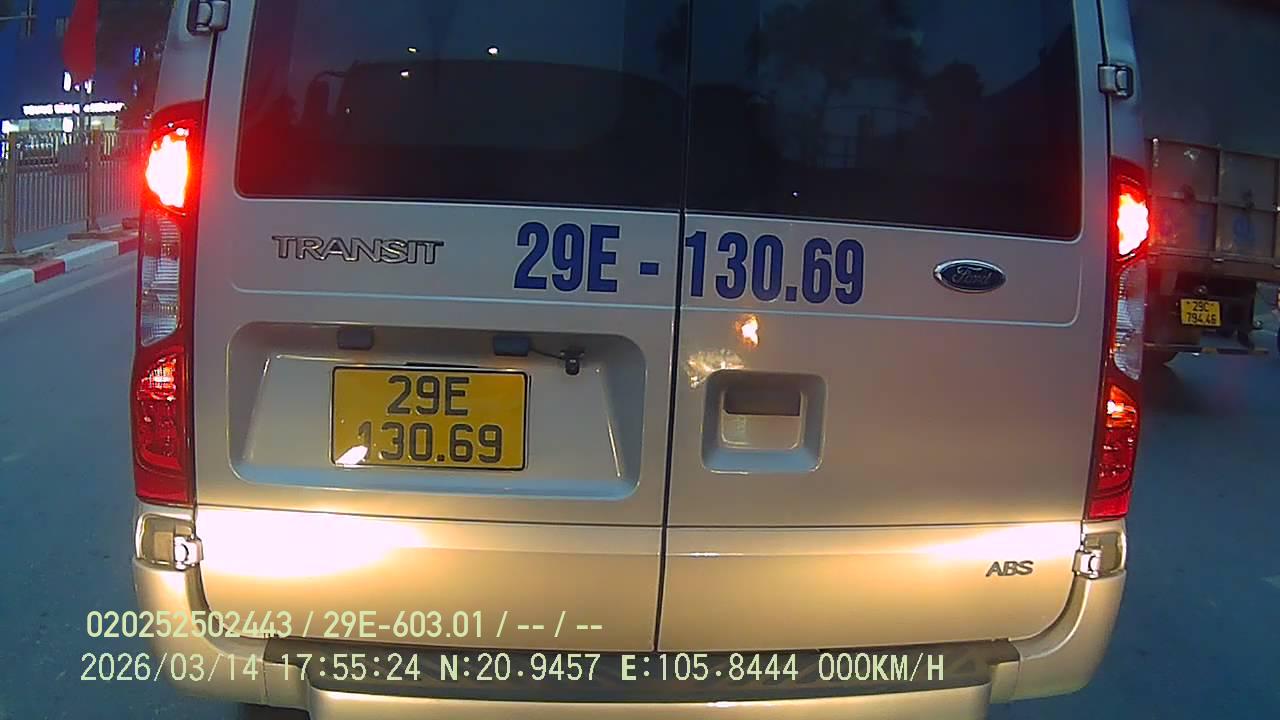 TRANSIT
29E - 130.69
Ford
29E
130.69
29C
794.46
ABS
020252502443 / 29E-603.01 / -- / --
2026/03/14 17:55:24 N:20.9457 E:105.8444 000KM/H